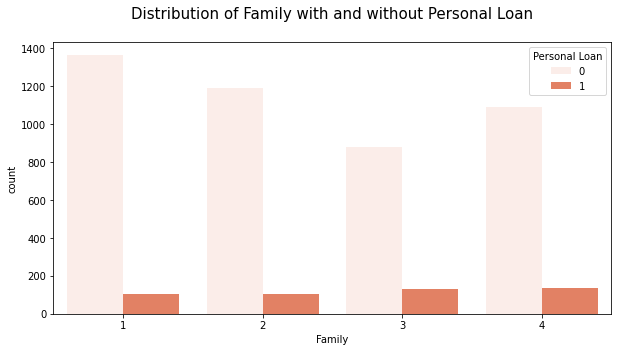 Distribution of Family with and without Personal Loan
Personal Loan
0
1
1400
1200
1000
800
600
400
200
0
count
1 2 3 4
Family